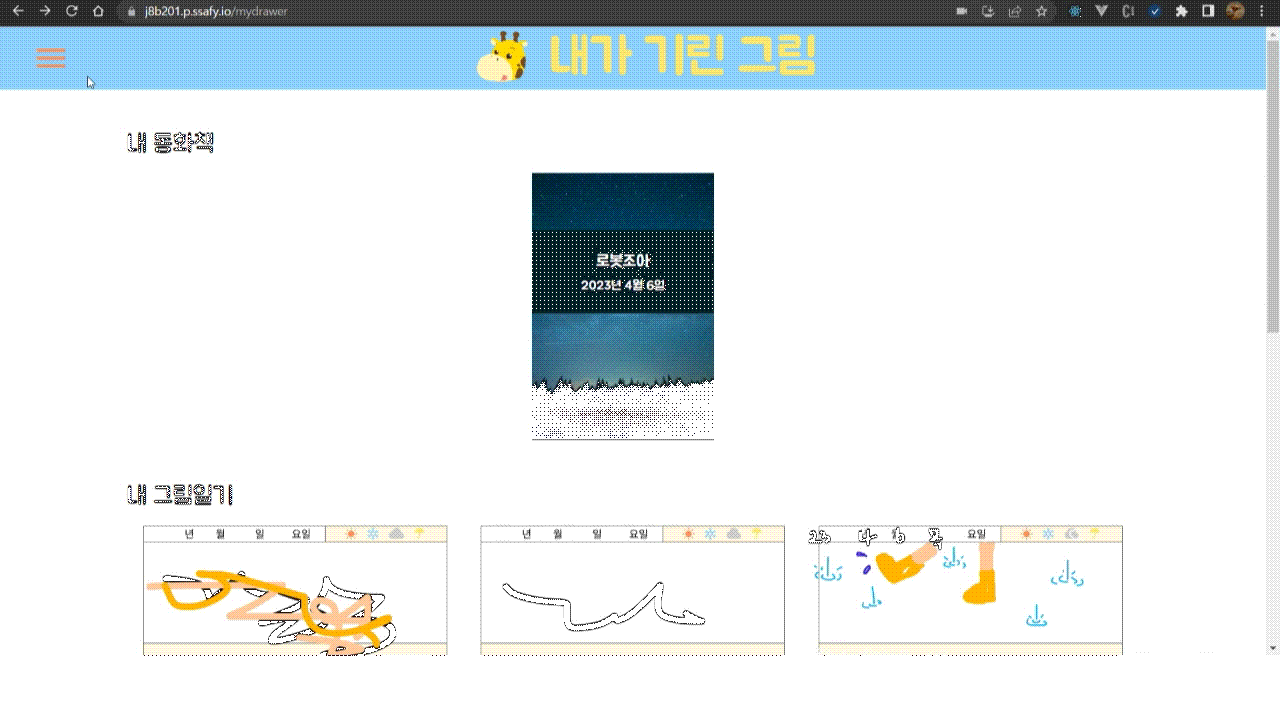 j8b201.p.ssafy.io/mydrawer
내가 기린 그림
내 동화책
로봇조아
2023년 4월 6일
내 그림일기
년 월 일 요일
년 월 일 요일
23 4 6 목 요일